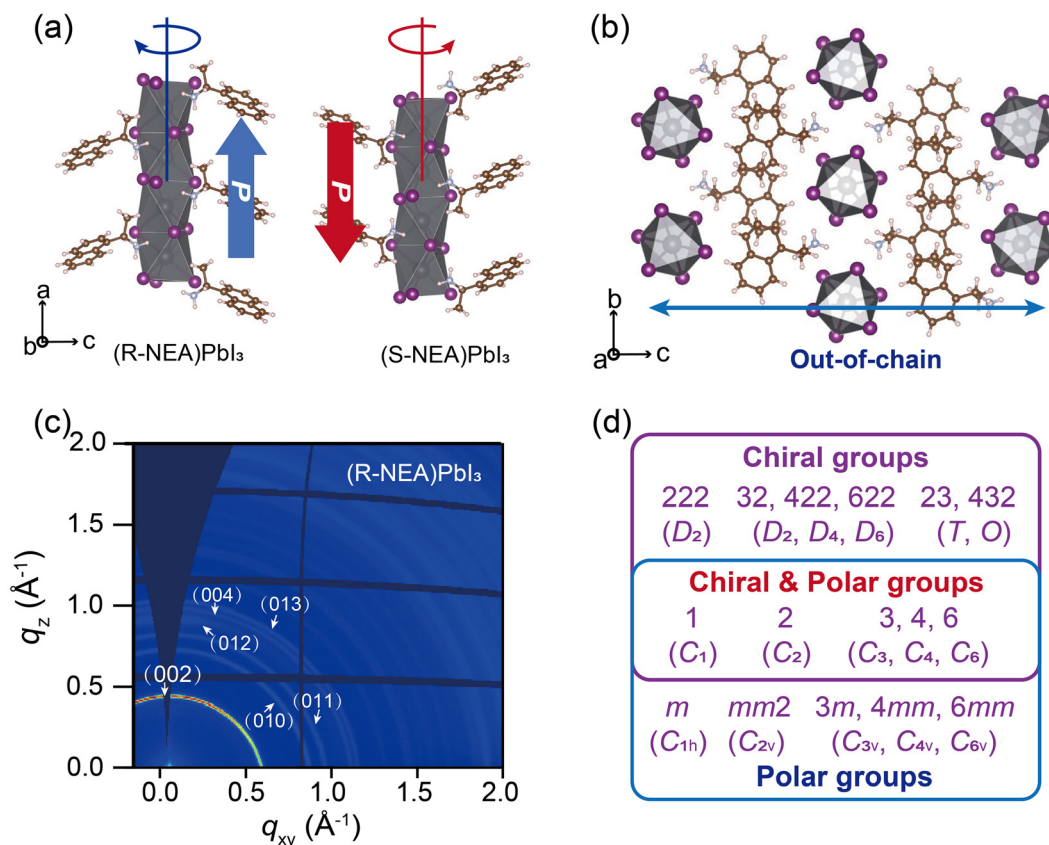 (a)
P
P
a
b
c
(R-NEA)PbI₃
(S-NEA)PbI₃
(b)
b
a
c
Out-of-chain
(c)
2.0
1.5
1.0
0.5
0.0
qz (Å⁻¹)
(R-NEA)PbI₃
(004)
(013)
(012)
(002)
(010)
(011)
0.0 0.5 1.0 1.5 2.0
qxy (Å⁻¹)
(d)
Chiral groups
222 32, 422, 622 23, 432
(D₂) (D₂, D₄, D₆) (T, O)
Chiral & Polar groups
1 2 3, 4, 6
(C₁) (C₂) (C₃, C₄, C₆)
m mm2 3m, 4mm, 6mm
(C₁ₕ) (C₂ᵥ) (C₃ᵥ, C₄ᵥ, C₆ᵥ)
Polar groups